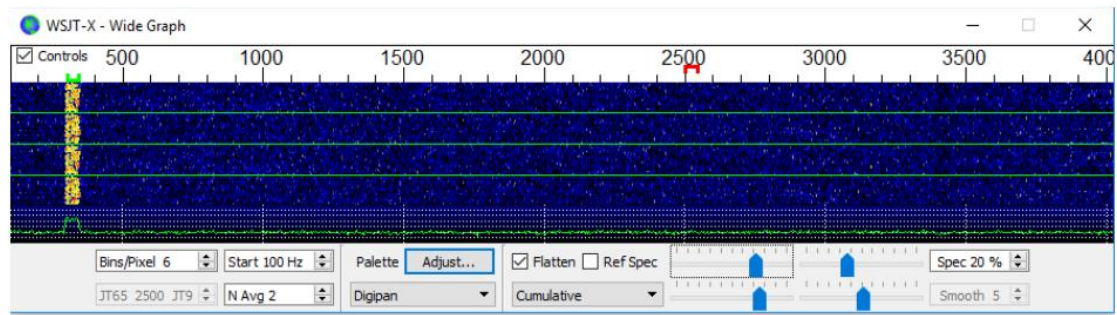 WSJT-X - Wide Graph
Controls 500 1000 1500 2000 2500 3000 3500 400
Bins/Pixel 6 Start 100 Hz Palette Adjust... Flatten Ref Spec Spec 20 %
JT65 2500 JT9 N Avg 2 Digipan Cumulative Smooth 5